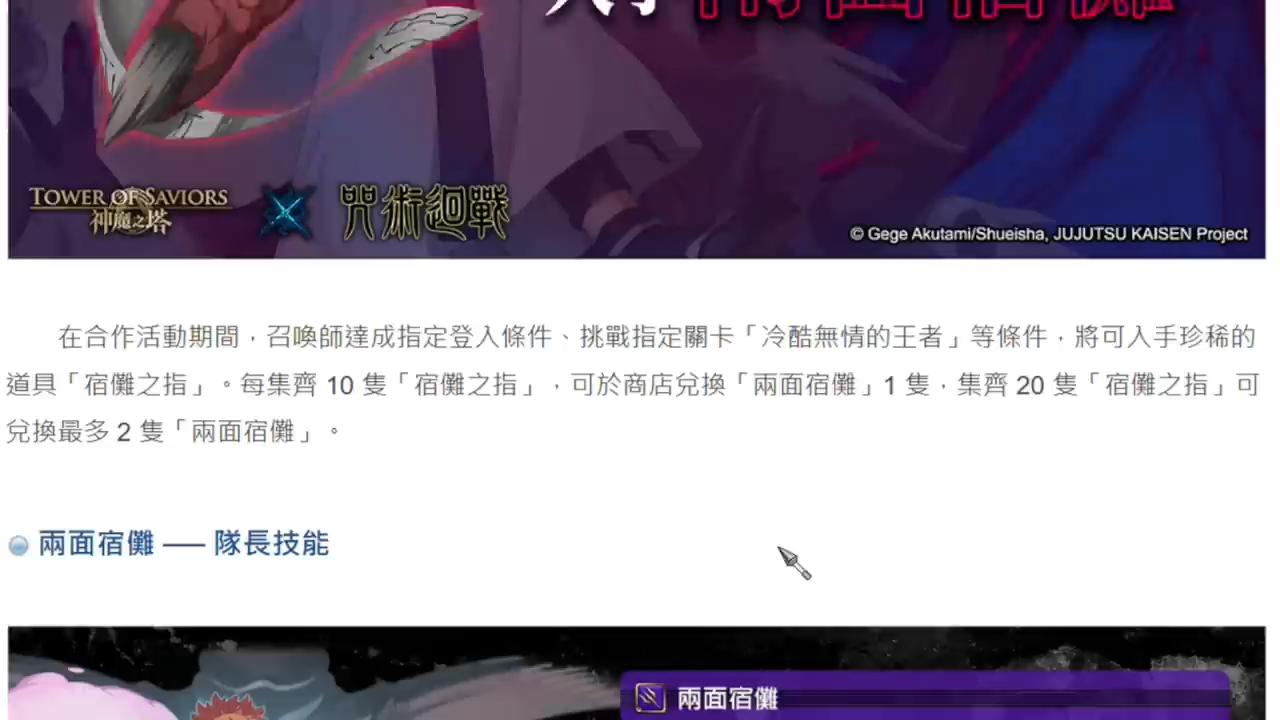 TOWER OF SAVIORS
神魔之塔
咒術迴戰
© Gege Akutami/Shueisha, JUJUTSU KAISEN Project
在合作活動期間，召喚師達成指定登入條件、挑戰指定關卡「冷酷無情的王者」等條件，將可入手珍稀的
道具「宿儺之指」。每集齊 10 隻「宿儺之指」，可於商店兌換「兩面宿儺」1 隻，集齊 20 隻「宿儺之指」可
兌換最多 2 隻「兩面宿儺」。
兩面宿儺 —— 隊長技能
兩面宿儺